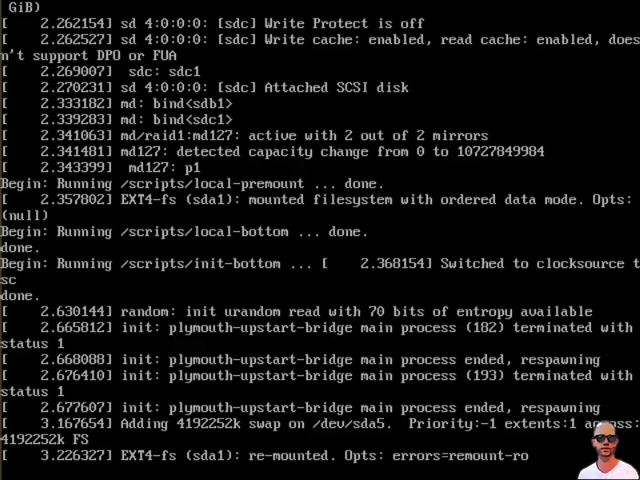 GiB)
[    2.262154] sd 4:0:0:0: [sdc] Write Protect is off
[    2.262527] sd 4:0:0:0: [sdc] Write cache: enabled, read cache: enabled, does
n't support DPO or FUA
[    2.269007]  sdc: sdc1
[    2.270231] sd 4:0:0:0: [sdc] Attached SCSI disk
[    2.333182] md: bind<sdb1>
[    2.339283] md: bind<sdc1>
[    2.341063] md/raid1:md127: active with 2 out of 2 mirrors
[    2.341481] md127: detected capacity change from 0 to 10727849984
[    2.343399]  md127: p1
Begin: Running /scripts/local-premount ... done.
[    2.357802] EXT4-fs (sda1): mounted filesystem with ordered data mode. Opts:
(null)
Begin: Running /scripts/local-bottom ... done.
done.
Begin: Running /scripts/init-bottom ... [    2.368154] Switched to clocksource t
sc
done.
[    2.630144] random: init urandom read with 70 bits of entropy available
[    2.665812] init: plymouth-upstart-bridge main process (182) terminated with
status 1
[    2.668088] init: plymouth-upstart-bridge main process ended, respawning
[    2.676410] init: plymouth-upstart-bridge main process (193) terminated with
status 1
[    2.677607] init: plymouth-upstart-bridge main process ended, respawning
[    3.167654] Adding 4192252k swap on /dev/sda5.  Priority:-1 extents:1 across:
4192252k FS
[    3.226327] EXT4-fs (sda1): re-mounted. Opts: errors=remount-ro